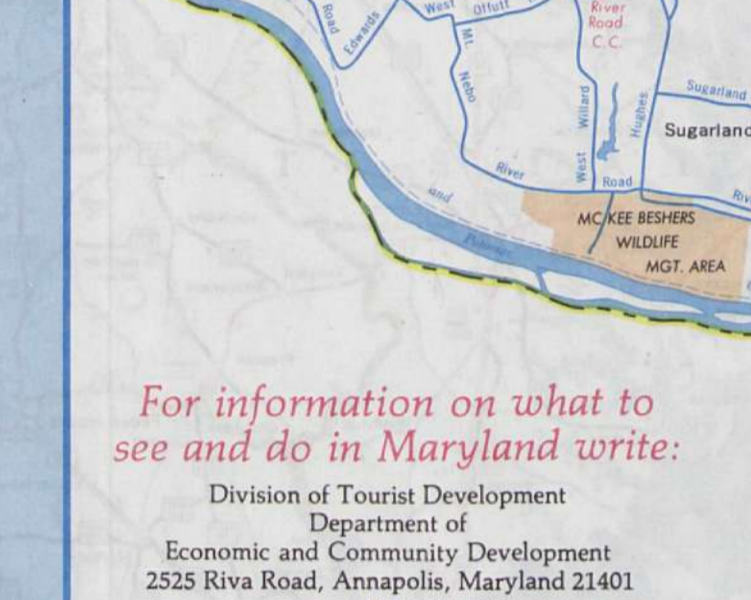 Road
Edwards
West
Offutt
River
Road
C.C.
Mt.
Nebo
West Willard
Hughes
Sugarland
Sugarland
River
Road
and
Potomac
MC KEE BESHERS
WILDLIFE
MGT. AREA
For information on what to
see and do in Maryland write:
Division of Tourist Development
Department of
Economic and Community Development
2525 Riva Road, Annapolis, Maryland 21401